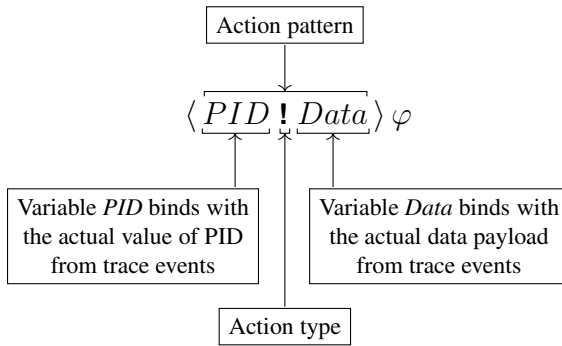 Action pattern
⟨ PID ! Data ⟩ φ
Variable PID binds with
the actual value of PID
from trace events
Variable Data binds with
the actual data payload
from trace events
Action type